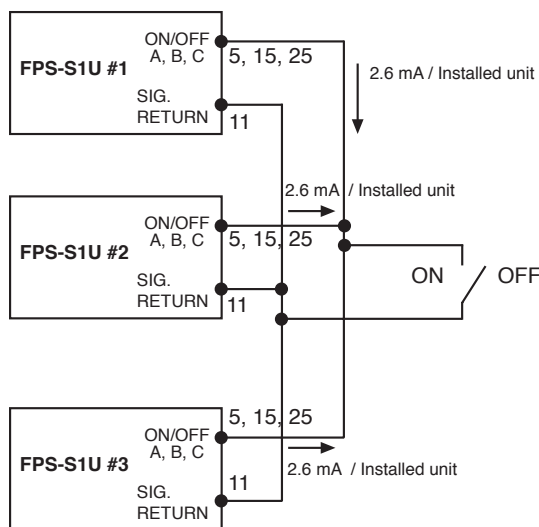 ON/OFF
A, B, C
5, 15, 25
FPS-S1U #1
2.6 mA / Installed unit
SIG.
RETURN
11
2.6 mA / Installed unit
ON/OFF
A, B, C
5, 15, 25
FPS-S1U #2
ON
OFF
SIG.
RETURN
11
5, 15, 25
ON/OFF
A, B, C
FPS-S1U #3
2.6 mA / Installed unit
11
SIG.
RETURN